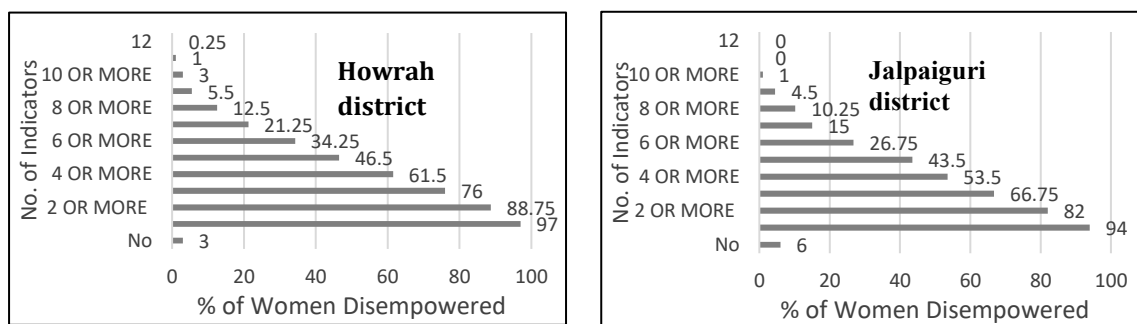 Howrah
district
No. of Indicators
12 0.25
1
10 OR MORE 3
5.5
8 OR MORE 12.5
21.25
6 OR MORE 34.25
46.5
4 OR MORE 61.5
76
2 OR MORE 88.75
97
No 3
0 20 40 60 80 100
% of Women Disempowered
Jalpaiguri
district
No. of Indicators
12 0
0
10 OR MORE 1
4.5
8 OR MORE 10.25
15
6 OR MORE 26.75
43.5
4 OR MORE 53.5
66.75
2 OR MORE 82
94
No 6
0 20 40 60 80 100
% of Women Disempowered